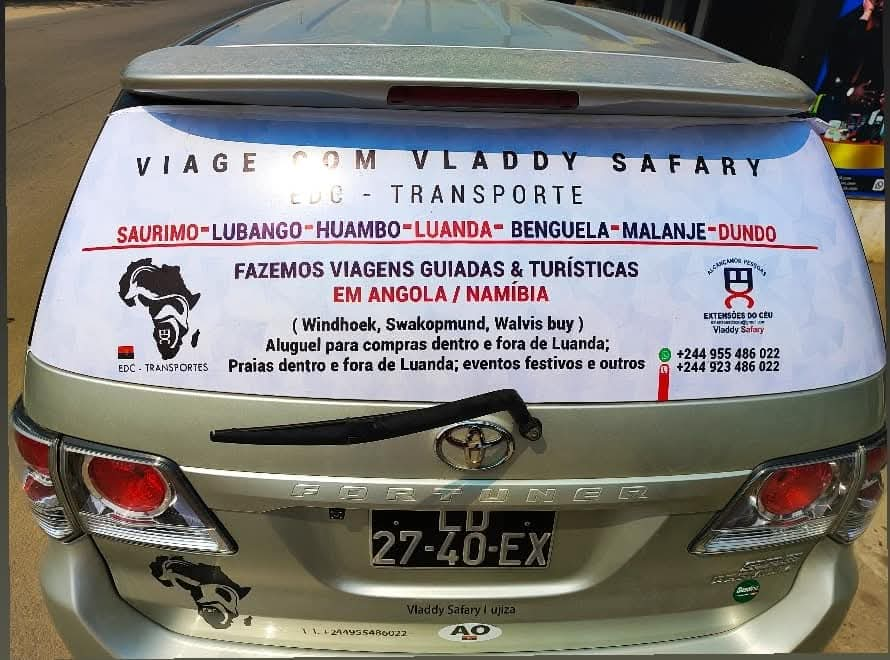 VIAGE COM VLADDY SAFARY
EDC - TRANSPORTE
SAURIMO-LUBANGO-HUAMBO-LUANDA- BENGUELA-MALANJE-DUNDO
FAZEMOS VIAGENS GUIADAS & TURÍSTICAS
EM ANGOLA / NAMÍBIA
( Windhoek, Swakopmund, Walvis buy )
Aluguel para compras dentro e fora de Luanda;
Praias dentro e fora de Luanda; eventos festivos e outros
EDC - TRANSPORTES
ALCANÇAMOS PESSOAS
EXTENSÕES DO CÉU
Vladdy Safary
+244 955 486 022
+244 923 486 022
TOYOTA
FORTUNER
LD
27-40-EX
Vladdy Safary Lujiza
+244955486022
AO